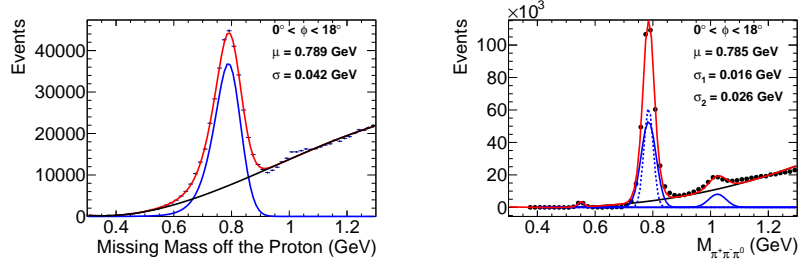 0° < ϕ < 18°
μ = 0.789 GeV
σ = 0.042 GeV
Events
40000
30000
20000
10000
0
0.4 0.6 0.8 1 1.2
Missing Mass off the Proton (GeV)
×10³
0° < ϕ < 18°
μ = 0.785 GeV
σ₁ = 0.016 GeV
σ₂ = 0.026 GeV
Events
100
80
60
40
20
0
0.4 0.6 0.8 1 1.2
M_π⁺π⁻π⁰ (GeV)